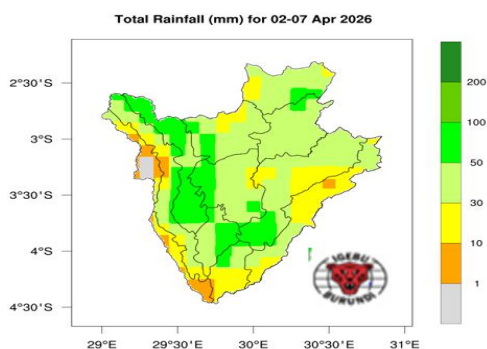 Total Rainfall (mm) for 02-07 Apr 2026
2°30'S
3°S
3°30'S
4°S
4°30'S
29°E
29°30'E
30°E
30°30'E
31°E
200
100
50
30
10
1
IGEBU
BURUNDI